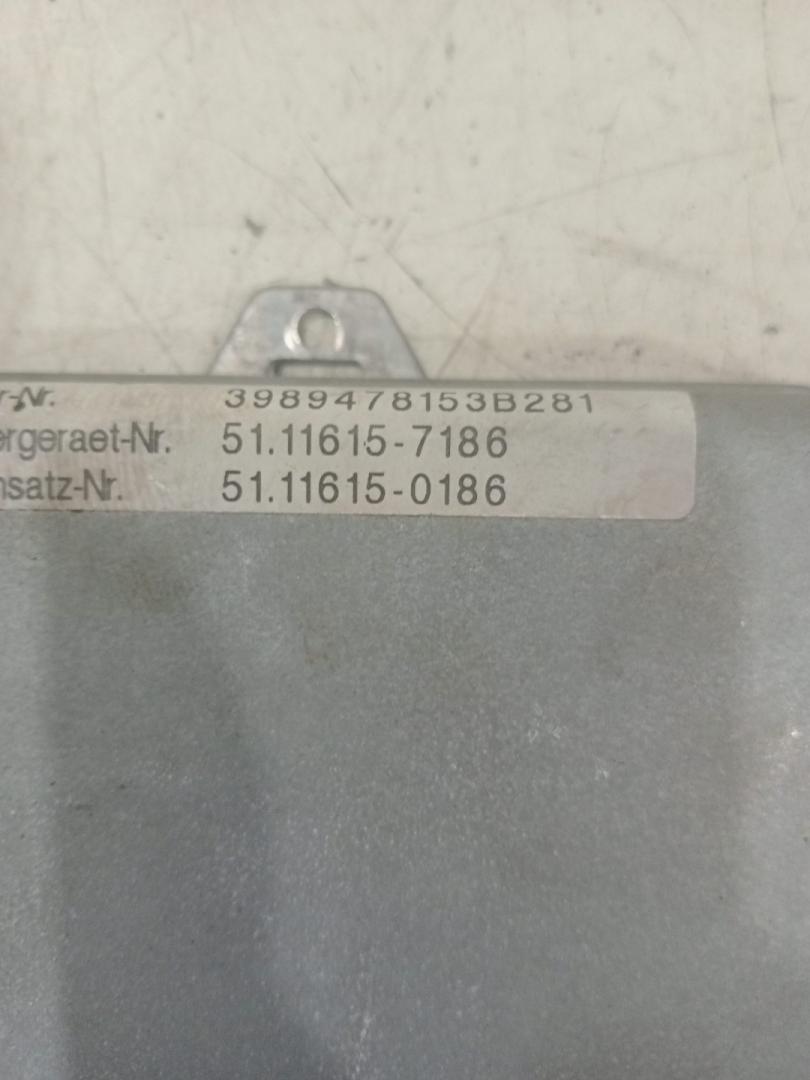 r-Nr. 3989478153B281
ergeraet-Nr. 51.11615-7186
nsatz-Nr. 51.11615-0186